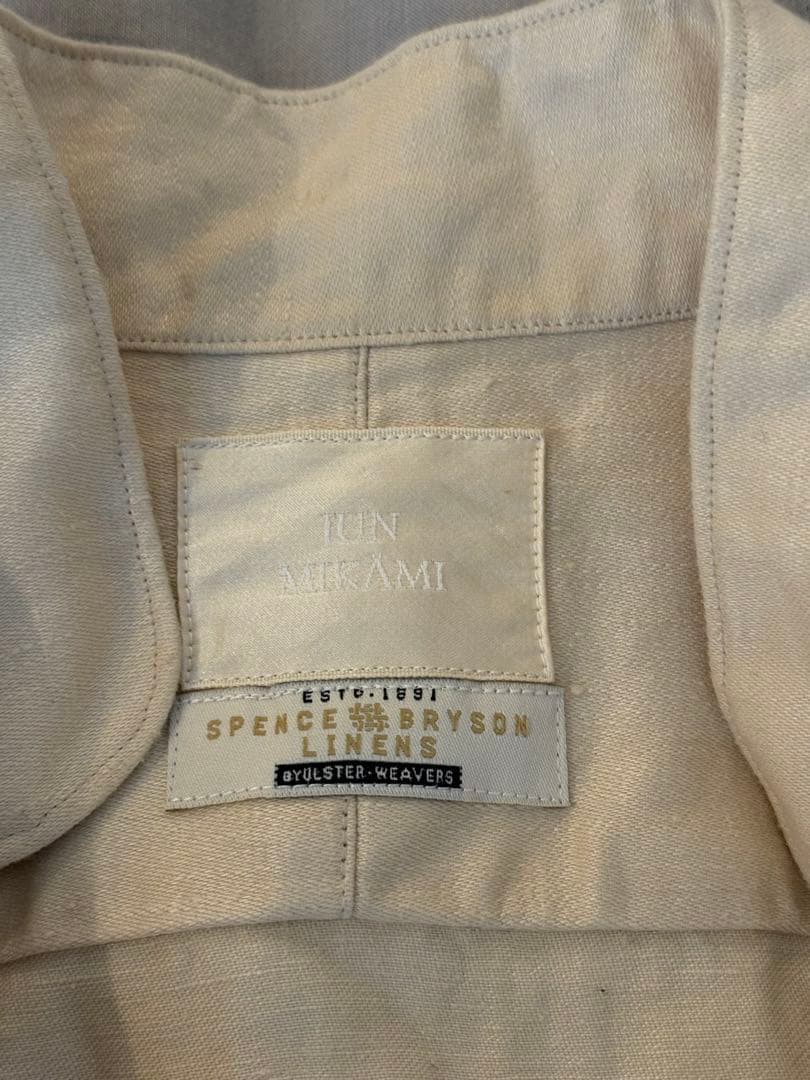 JUN
MIKAMI
ESTD.1891
SPENCE BRYSON
LINENS
BY ULSTER-WEAVERS